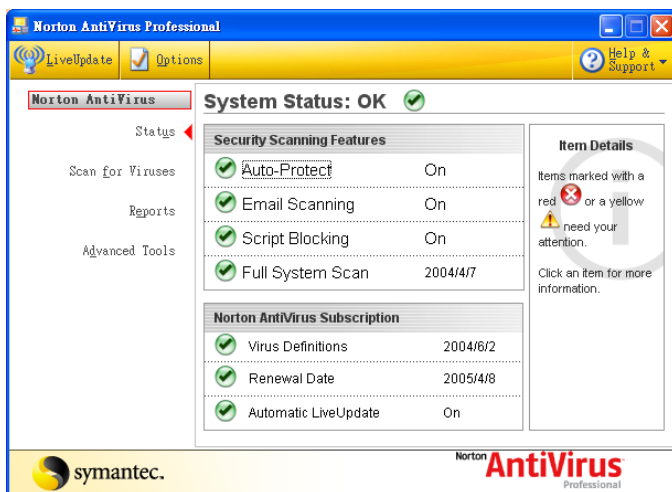 Norton AntiVirus Professional
LiveUpdate
Options
Help & Support
Norton AntiVirus
Status
Scan for Viruses
Reports
Advanced Tools
System Status: OK
Security Scanning Features
Auto-Protect On
Email Scanning On
Script Blocking On
Full System Scan 2004/4/7
Norton AntiVirus Subscription
Virus Definitions 2004/6/2
Renewal Date 2005/4/8
Automatic LiveUpdate On
Item Details
Items marked with a
red or a yellow
need your
attention.
Click an item for more
information.
symantec.
Norton
AntiVirus
Professional